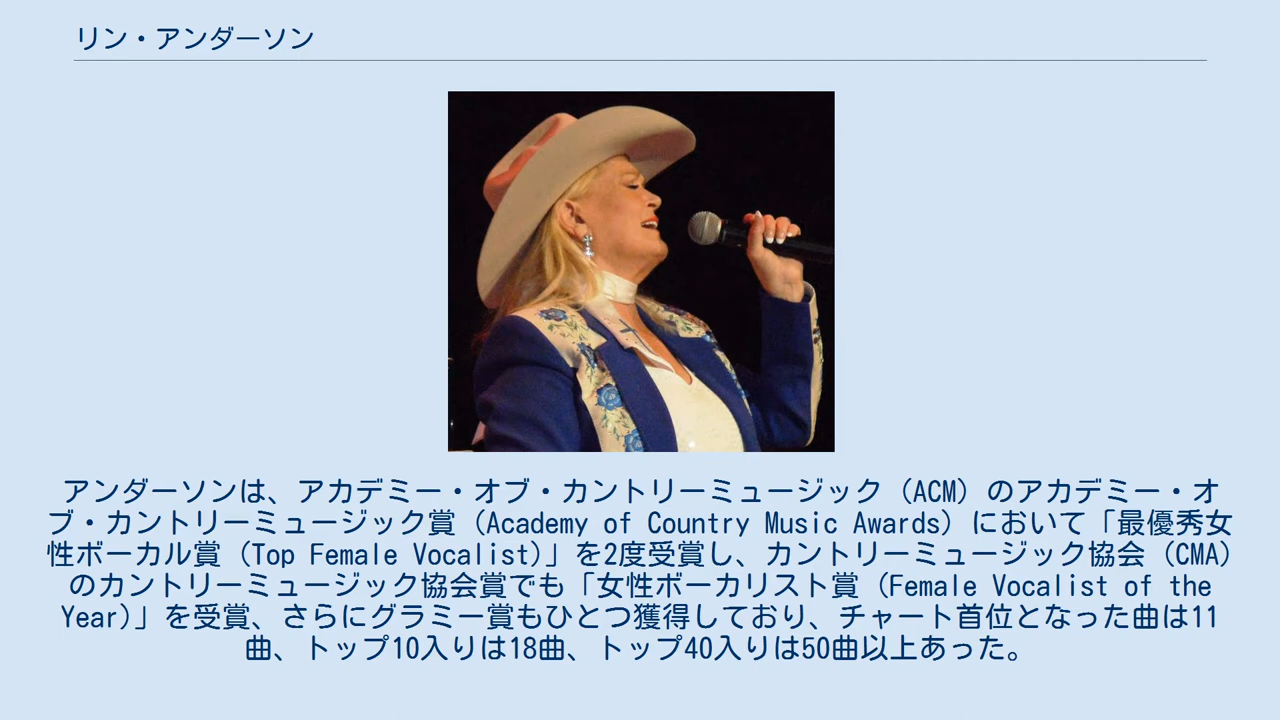 リン・アンダーソン
アンダーソンは、アカデミー・オブ・カントリーミュージック（ACM）のアカデミー・オ
ブ・カントリーミュージック賞（Academy of Country Music Awards）において「最優秀女
性ボーカル賞（Top Female Vocalist)」を2度受賞し、カントリーミュージック協会（CMA）
のカントリーミュージック協会賞でも「女性ボーカリスト賞（Female Vocalist of the
Year)」を受賞、さらにグラミー賞もひとつ獲得しており、チャート首位となった曲は11
曲、トップ10入りは18曲、トップ40入りは50曲以上あった。